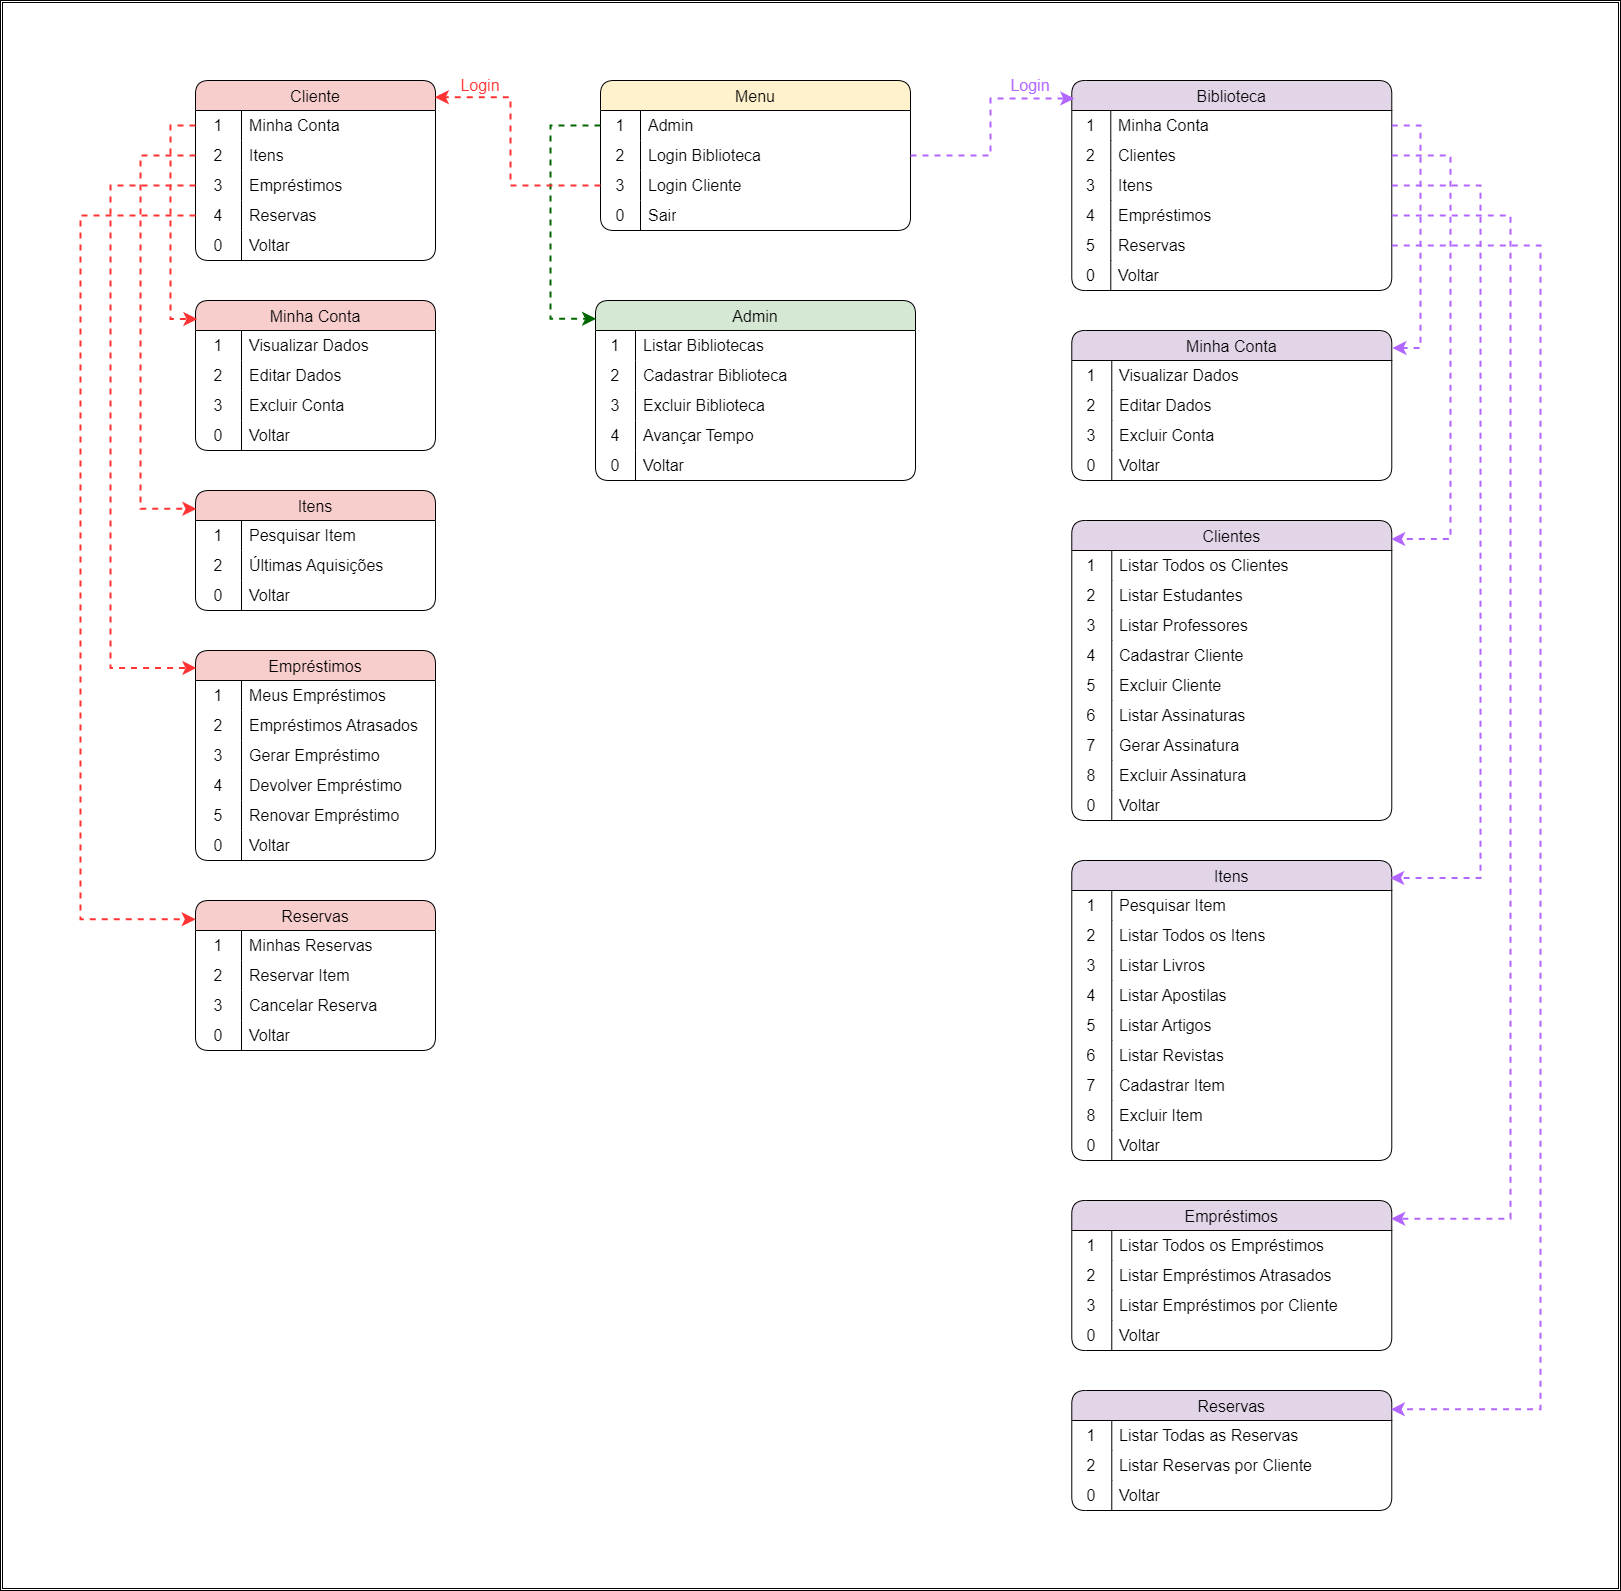 Login
Cliente
1 Minha Conta
2 Itens
3 Empréstimos
4 Reservas
0 Voltar
Minha Conta
1 Visualizar Dados
2 Editar Dados
3 Excluir Conta
0 Voltar
Itens
1 Pesquisar Item
2 Últimas Aquisições
0 Voltar
Empréstimos
1 Meus Empréstimos
2 Empréstimos Atrasados
3 Gerar Empréstimo
4 Devolver Empréstimo
5 Renovar Empréstimo
0 Voltar
Reservas
1 Minhas Reservas
2 Reservar Item
3 Cancelar Reserva
0 Voltar
Menu
1 Admin
2 Login Biblioteca
3 Login Cliente
0 Sair
Admin
1 Listar Bibliotecas
2 Cadastrar Biblioteca
3 Excluir Biblioteca
4 Avançar Tempo
0 Voltar
Login
Biblioteca
1 Minha Conta
2 Clientes
3 Itens
4 Empréstimos
5 Reservas
0 Voltar
Minha Conta
1 Visualizar Dados
2 Editar Dados
3 Excluir Conta
0 Voltar
Clientes
1 Listar Todos os Clientes
2 Listar Estudantes
3 Listar Professores
4 Cadastrar Cliente
5 Excluir Cliente
6 Listar Assinaturas
7 Gerar Assinatura
8 Excluir Assinatura
0 Voltar
Itens
1 Pesquisar Item
2 Listar Todos os Itens
3 Listar Livros
4 Listar Apostilas
5 Listar Artigos
6 Listar Revistas
7 Cadastrar Item
8 Excluir Item
0 Voltar
Empréstimos
1 Listar Todos os Empréstimos
2 Listar Empréstimos Atrasados
3 Listar Empréstimos por Cliente
0 Voltar
Reservas
1 Listar Todas as Reservas
2 Listar Reservas por Cliente
0 Voltar